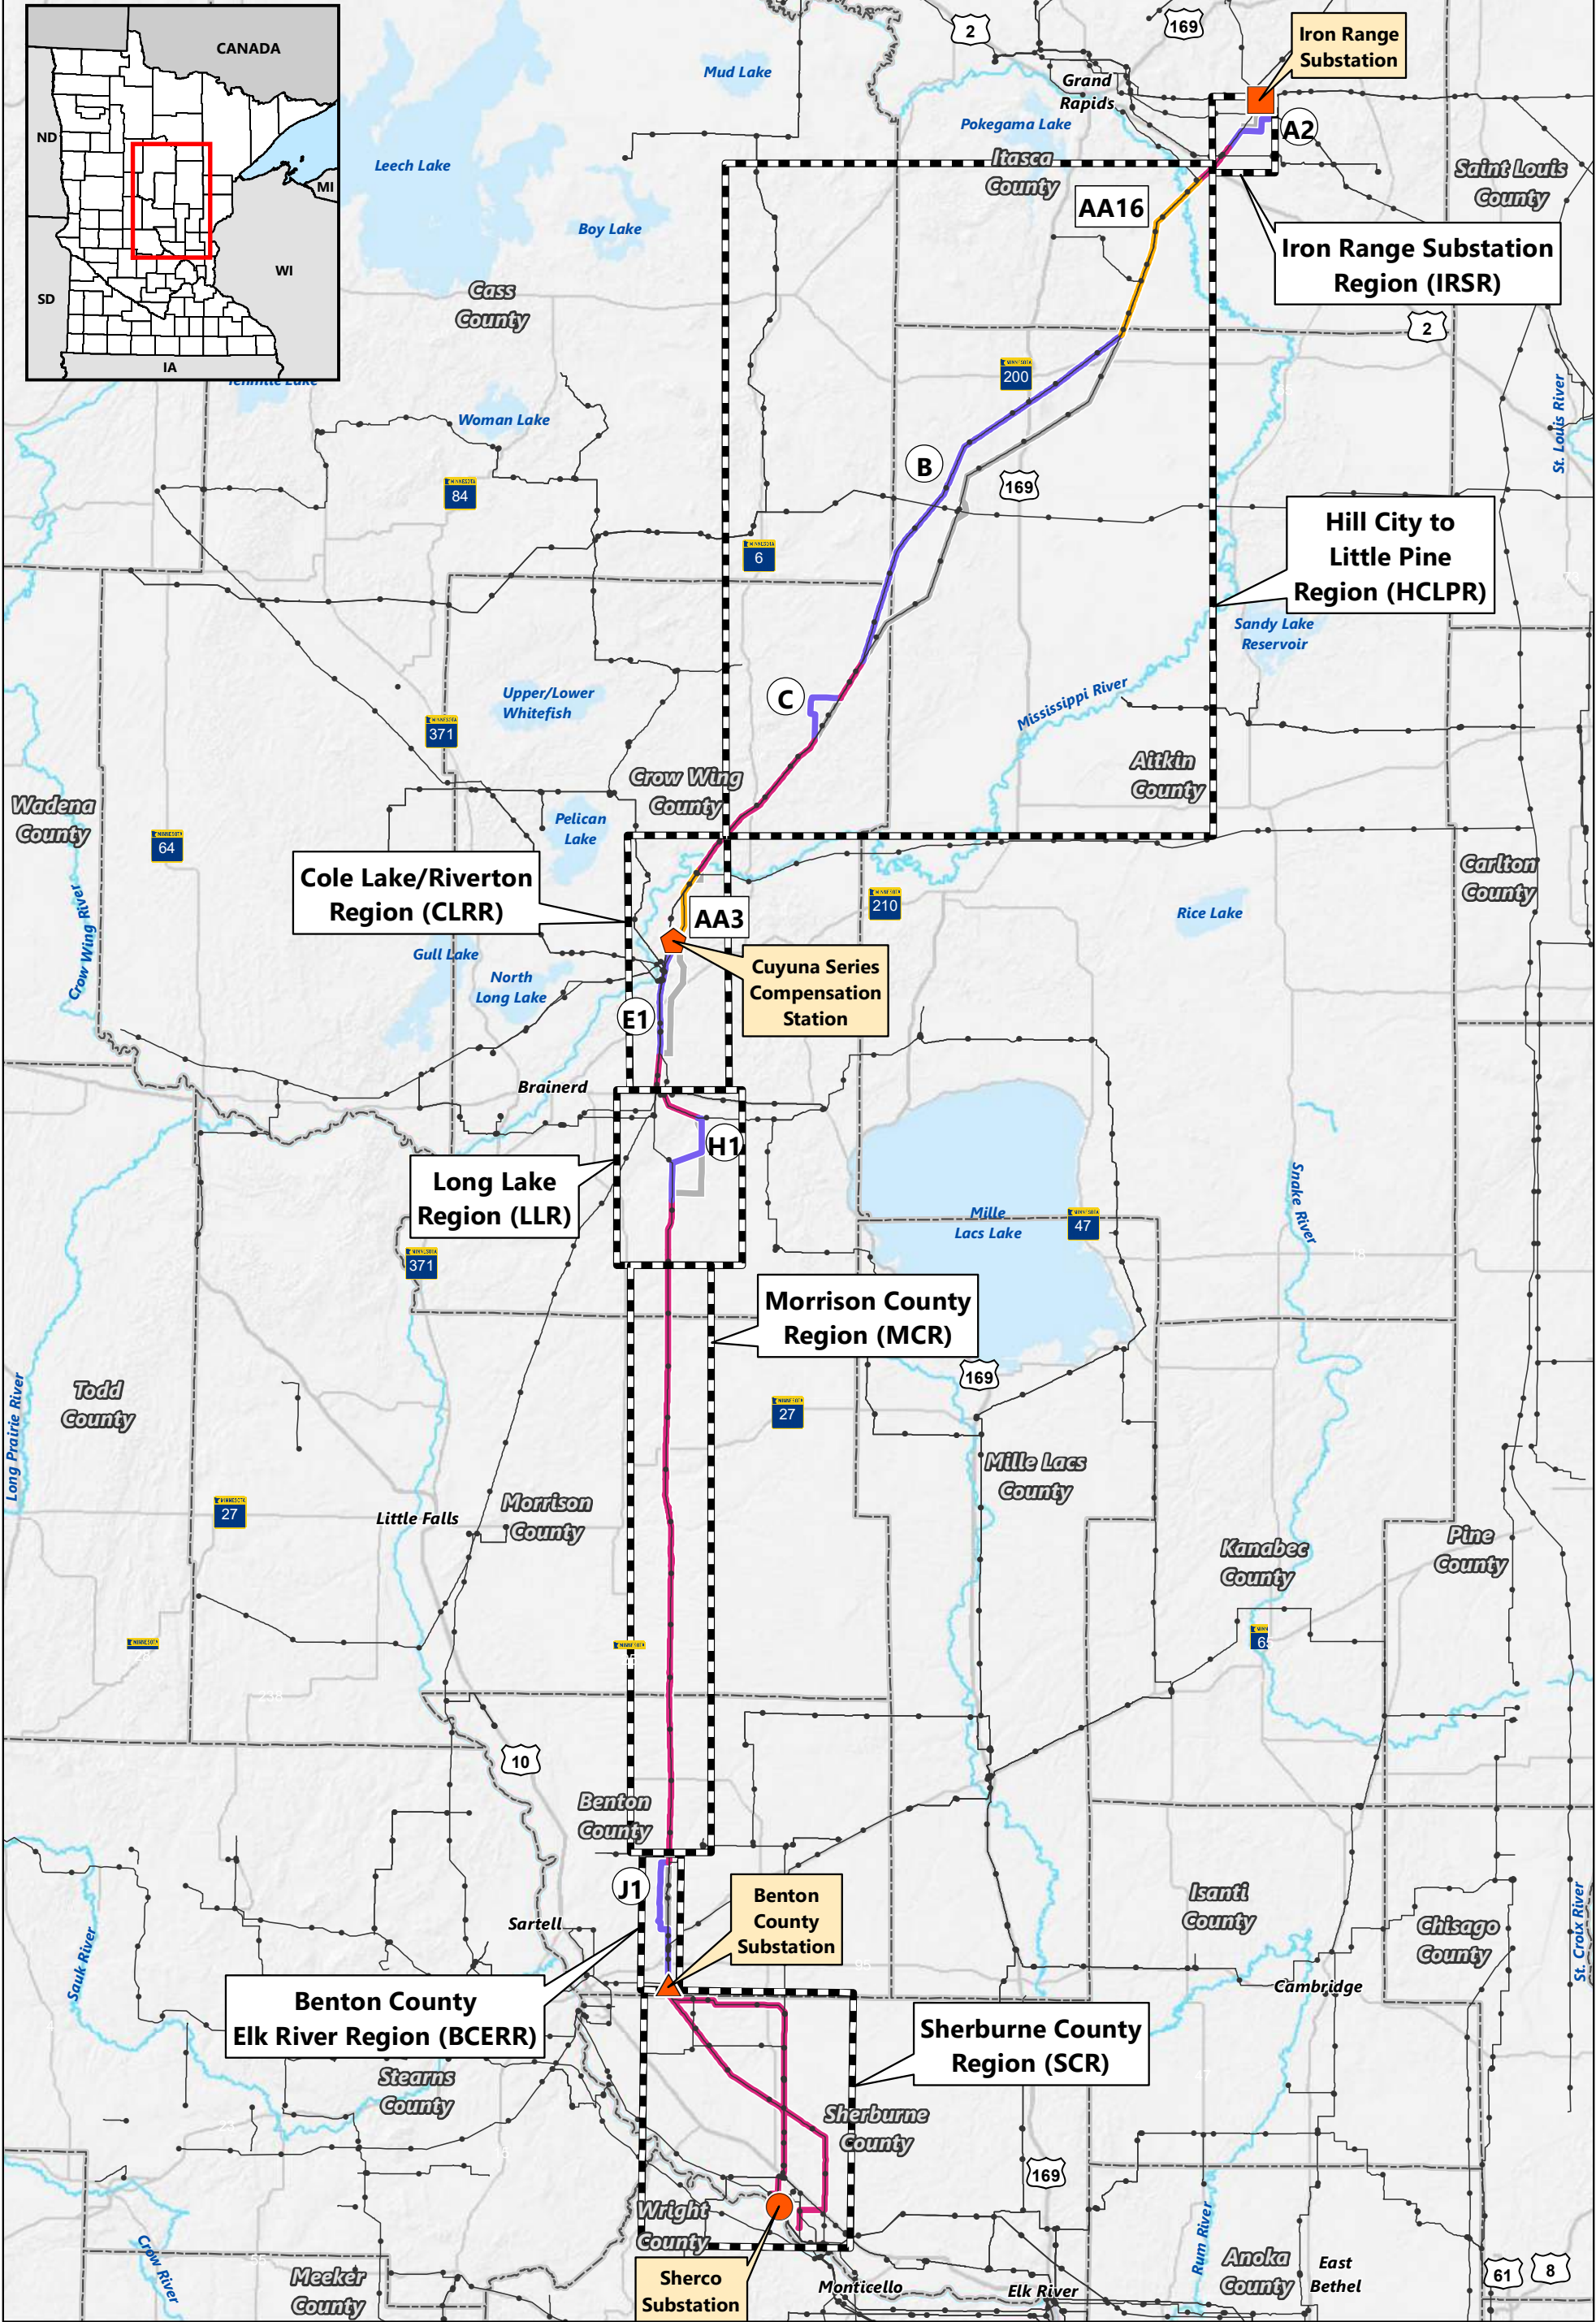 CANADA
ND
MI
WI
SD
IA
2
169
Iron Range
Substation
Mud Lake
Grand
Rapids
Pokegama Lake
A2
Leech Lake
Itasca
County
Saint Louis
County
AA16
Boy Lake
Iron Range Substation
Region (IRSR)
Cass
County
2
200
Tenmile Lake
Woman Lake
St. Louis River
B
84
169
Hill City to
Little Pine
Region (HCLPR)
6
Sandy Lake
Reservoir
Upper/Lower
Whitefish
C
Mississippi River
371
Crow Wing
County
Aitkin
County
Wadena
County
Pelican
Lake
64
Cole Lake/Riverton
Region (CLRR)
Carlton
County
210
AA3
Rice Lake
Crow Wing River
Gull Lake
North
Long Lake
Cuyuna Series
Compensation
Station
E1
Brainerd
H1
Long Lake
Region (LLR)
Snake River
Mille
Lacs Lake
47
18
371
Morrison County
Region (MCR)
169
Todd
County
27
Long Prairie River
Mille Lacs
County
27
Little Falls
Morrison
County
Kanabec
County
Pine
County
6
238
10
Benton
County
J1
Benton
County
Substation
Isanti
County
Sartell
Chisago
County
St. Croix River
Sauk River
Cambridge
Benton County
Elk River Region (BCERR)
Sherburne County
Region (SCR)
Stearns
County
Sherburne
County
169
Wright
County
Rum River
Crow River
Anoka
County
East
Bethel
61
8
Meeker
County
Sherco
Substation
Monticello
Elk River